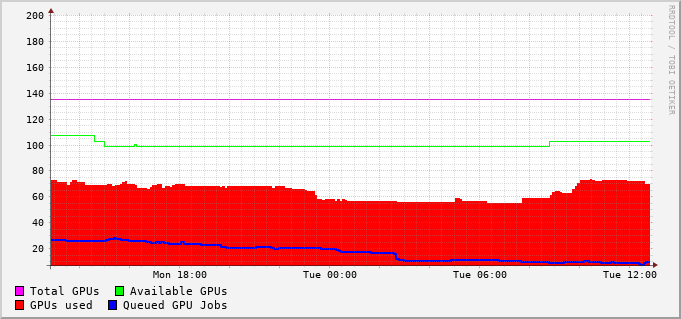 200
180
160
140
120
100
80
60
40
20
Mon 18:00 Tue 00:00 Tue 06:00 Tue 12:00
Total GPUs Available GPUs
GPUs used Queued GPU Jobs
RRDTOOL / TOBI OETIKER